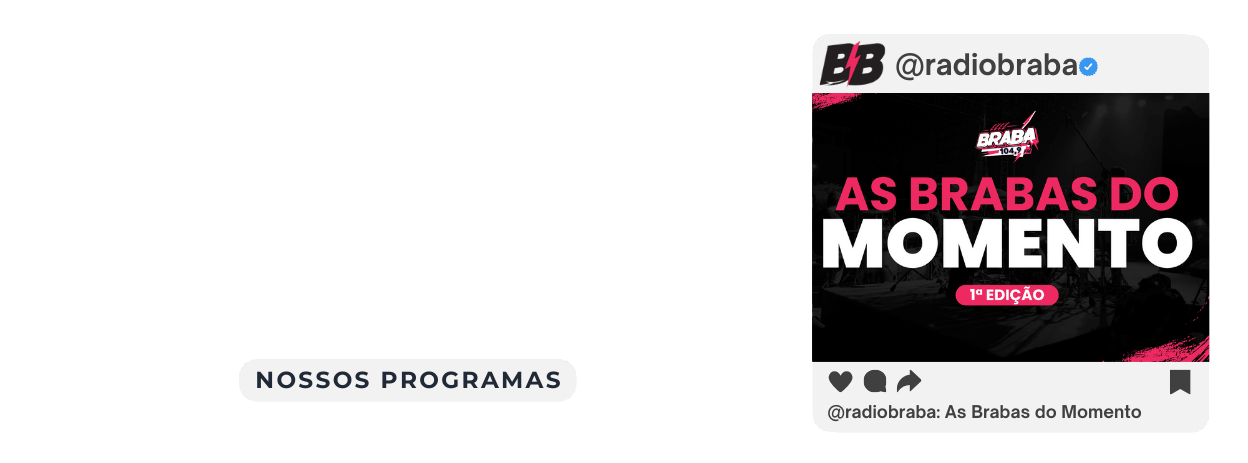 NOSSOS PROGRAMAS
BB @radiobraba
BRABA
104,9
AS BRABAS DO
MOMENTO
1ª EDIÇÃO
@radiobraba: As Brabas do Momento